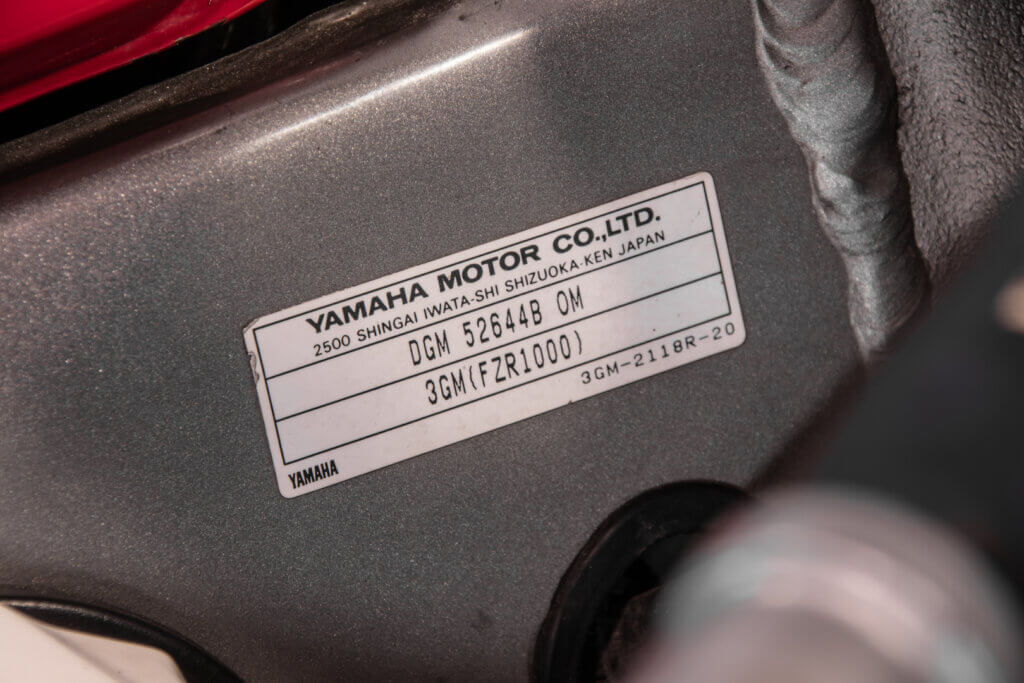 YAMAHA MOTOR CO.,LTD.
2500 SHINGAI IWATA-SHI SHIZUOKA-KEN JAPAN
DGM 52644B OM
3GM(FZR1000)
3GM-2118R-20
YAMAHA